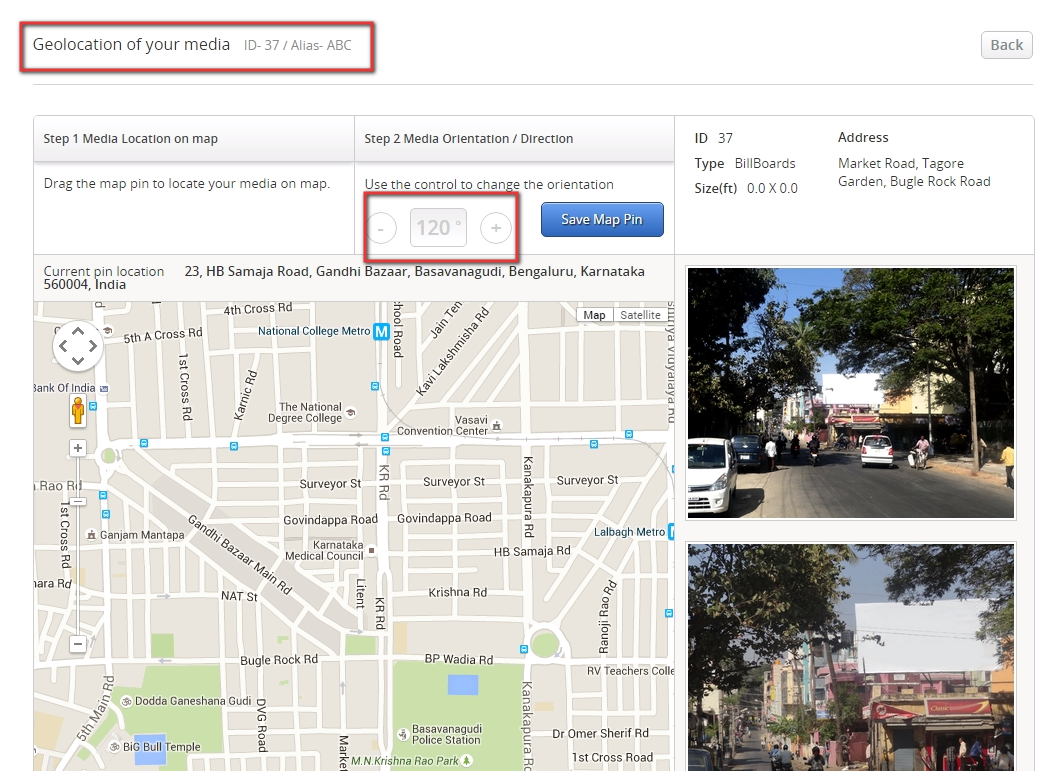 Geolocation of your media ID- 37 / Alias- ABC
Back
Step 1 Media Location on map
Step 2 Media Orientation / Direction
Drag the map pin to locate your media on map.
Use the control to change the orientation
-
120 °
+
Save Map Pin
ID 37
Type BillBoards
Size(ft) 0.0 X 0.0
Address
Market Road, Tagore
Garden, Bugle Rock Road
Current pin location 23, HB Samaja Road, Gandhi Bazaar, Basavanagudi, Bengaluru, Karnataka
560004, India
Map
Satellite
4th Cross Rd
5th A Cross Rd
National College Metro
M
hool Road
Jain Ten
Kavi Lakshmisha Rd
1st Cross Rd
Karnic Rd
Bank Of India
The National
Degree College
Vasavi
Convention Center
Surveyor St
Surveyor St
Surveyor St
KR Rd
Kanakapura Rd
Rao Rd
1st Cross Rd
Ganjam Mantapa
Gandhi Bazaar Main Rd
Govindappa Road
Govindappa Road
Lalbagh Metro
Karnataka
Medical Council
HB Samaja Rd
hara Rd
NAT St
Litent
KR Rd
Krishna Rd
Ranoji Rao Rd
Bugle Rock Rd
BP Wadia Rd
RV Teachers Colle
5th Main Rd
Dodda Ganeshana Gudi
DVG Road
Kanakapura Rd
BiG Bull Temple
Market
Basavanagudi
Police Station
Dr Omer Sherif Rd
M.N.Krishna Rao Park
1st Cross Road